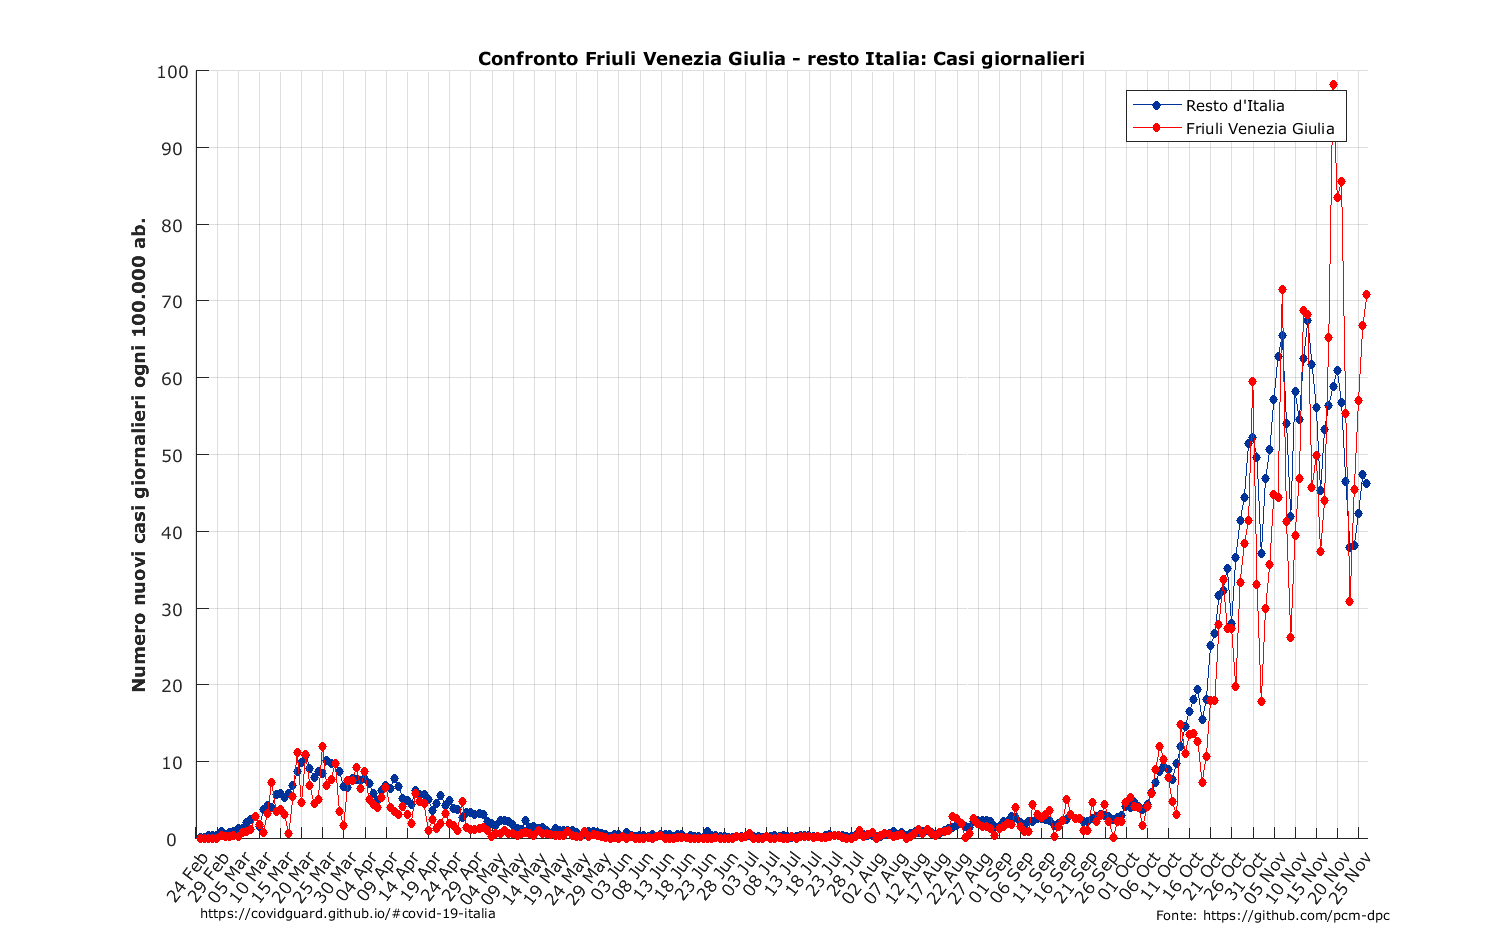 Confronto Friuli Venezia Giulia - resto Italia: Casi giornalieri
Resto d'Italia
Friuli Venezia Giulia
Numero nuovi casi giornalieri ogni 100.000 ab.
100
90
80
70
60
50
40
30
20
10
0
24 Feb
29 Feb
05 Mar
10 Mar
15 Mar
20 Mar
25 Mar
30 Mar
04 Apr
09 Apr
14 Apr
19 Apr
24 Apr
29 Apr
04 May
09 May
14 May
19 May
24 May
29 May
03 Jun
08 Jun
13 Jun
18 Jun
23 Jun
28 Jun
03 Jul
08 Jul
13 Jul
18 Jul
23 Jul
28 Jul
02 Aug
07 Aug
12 Aug
17 Aug
22 Aug
27 Aug
01 Sep
06 Sep
11 Sep
16 Sep
21 Sep
26 Sep
01 Oct
06 Oct
11 Oct
16 Oct
21 Oct
26 Oct
31 Oct
05 Nov
10 Nov
15 Nov
20 Nov
25 Nov
https://covidguard.github.io/#covid-19-italia
Fonte: https://github.com/pcm-dpc